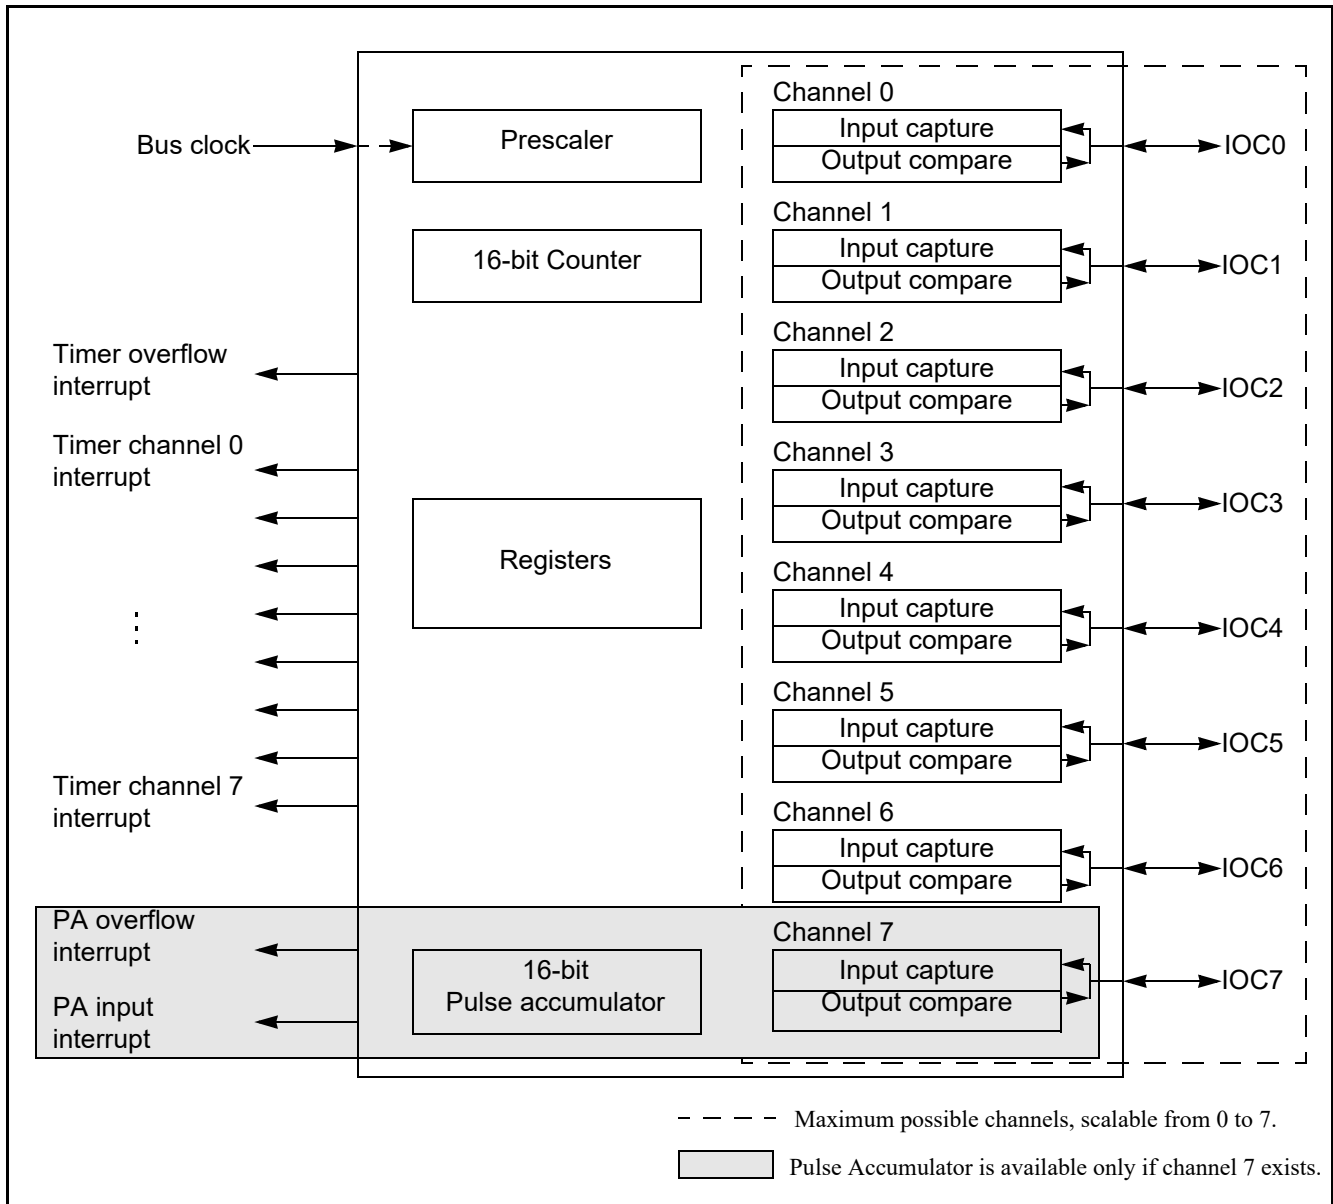 Bus clock
Prescaler
16-bit Counter
Registers
16-bit
Pulse accumulator
Timer overflow
interrupt
Timer channel 0
interrupt
⋮
Timer channel 7
interrupt
PA overflow
interrupt
PA input
interrupt
Channel 0
Input capture
Output compare
IOC0
Channel 1
Input capture
Output compare
IOC1
Channel 2
Input capture
Output compare
IOC2
Channel 3
Input capture
Output compare
IOC3
Channel 4
Input capture
Output compare
IOC4
Channel 5
Input capture
Output compare
IOC5
Channel 6
Input capture
Output compare
IOC6
Channel 7
Input capture
Output compare
IOC7
Maximum possible channels, scalable from 0 to 7.
Pulse Accumulator is available only if channel 7 exists.